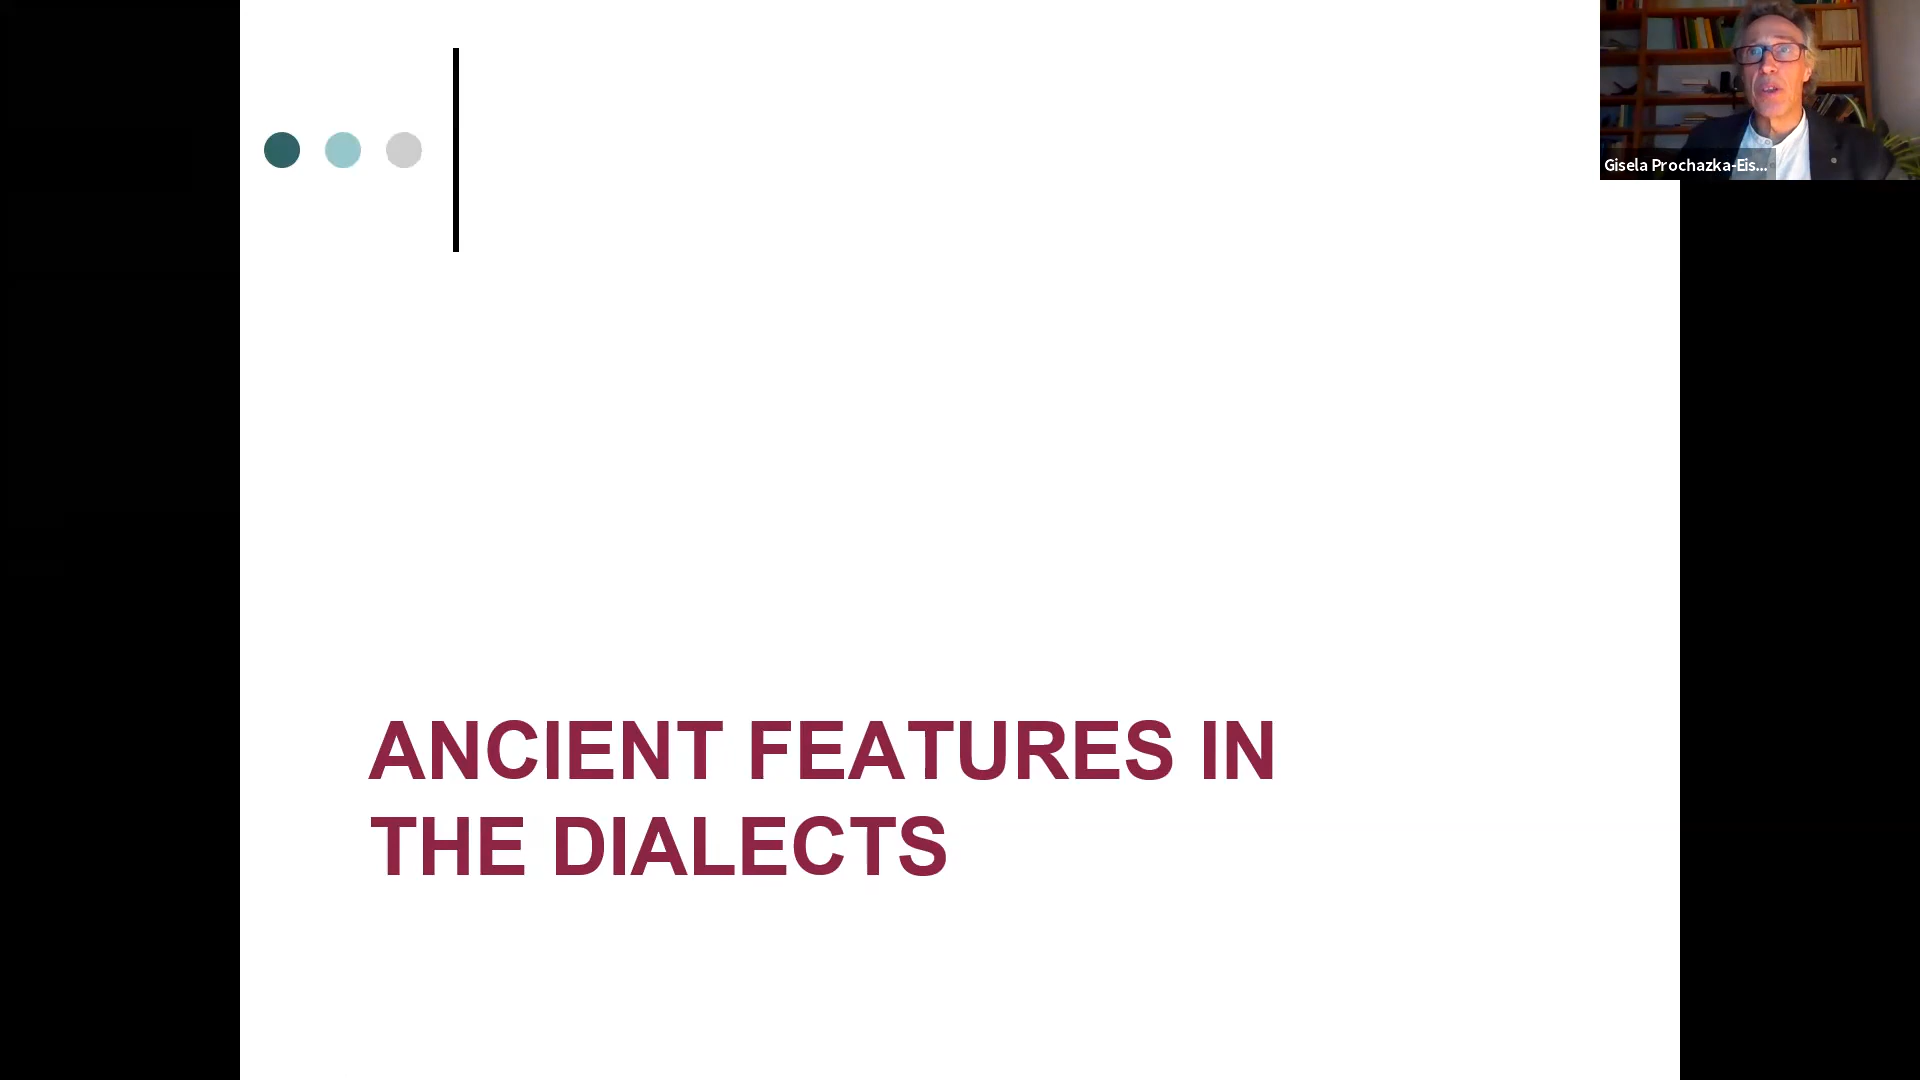 Gisela Prochazka-Eis...
ANCIENT FEATURES IN
THE DIALECTS